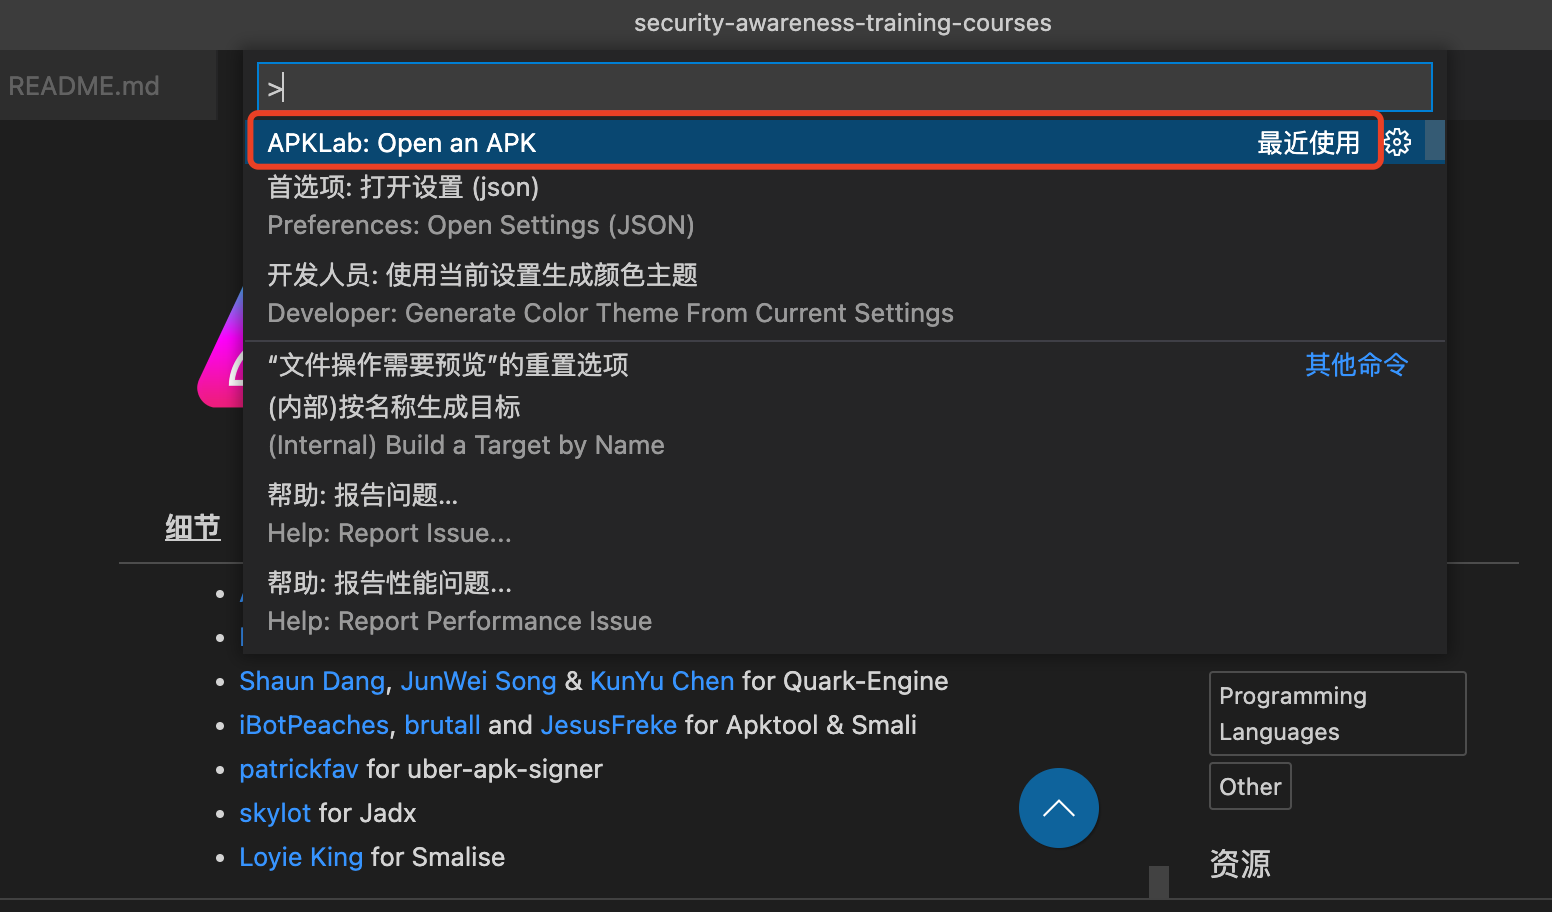 security-awareness-training-courses
README.md
>
APKLab: Open an APK 最近使用
首选项: 打开设置 (json)
Preferences: Open Settings (JSON)
开发人员: 使用当前设置生成颜色主题
Developer: Generate Color Theme From Current Settings
“文件操作需要预览”的重置选项 其他命令
(内部)按名称生成目标
(Internal) Build a Target by Name
帮助: 报告问题...
Help: Report Issue...
帮助: 报告性能问题...
Help: Report Performance Issue
细节
Shaun Dang, JunWei Song & KunYu Chen for Quark-Engine
iBotPeaches, brutall and JesusFreke for Apktool & Smali
patrickfav for uber-apk-signer
skylot for Jadx
Loyie King for Smalise
Programming
Languages
Other
资源